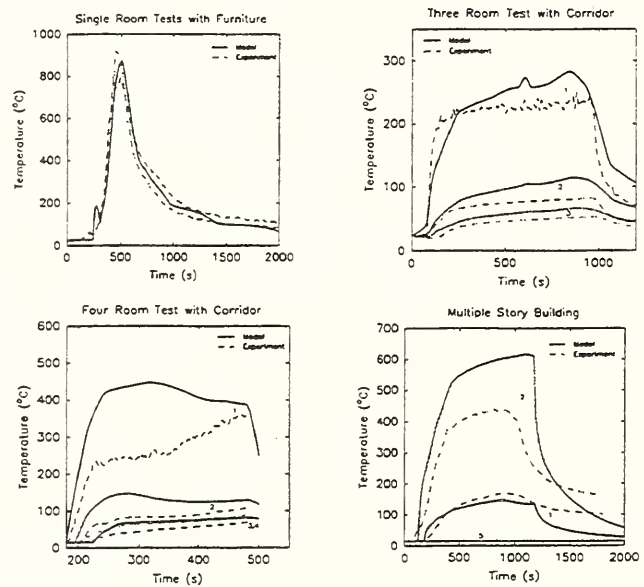 Single Room Tests with Furniture
Model
Experiment
1000
800
600
400
200
0
Temperature (°C)
0 500 1000 1500 2000
Time (s)
Three Room Test with Corridor
Model
Experiment
300
200
100
0
Temperature (°C)
2
3
0 500 1000
Time (s)
Four Room Test with Corridor
Model
Experiment
600
500
400
300
200
100
0
Temperature (°C)
2
3,4
200 300 400 500
Time (s)
Multiple Story Building
Model
Experiment
700
600
500
400
300
200
100
0
Temperature (°C)
2
0 500 1000 1500 2000
Time (s)